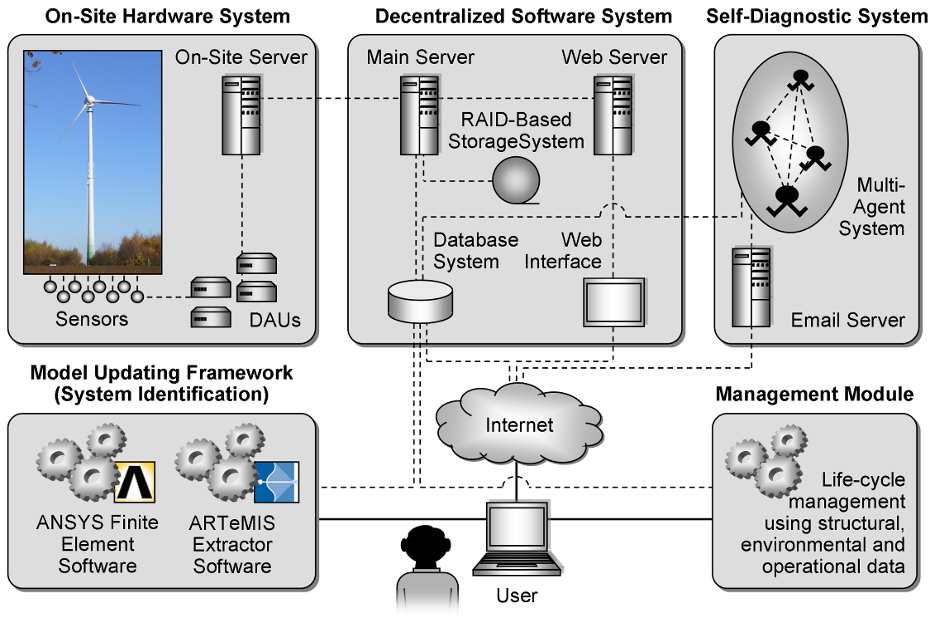 On-Site Hardware System
On-Site Server
Sensors
DAUs
Decentralized Software System
Main Server
Web Server
RAID-Based
StorageSystem
Database
System
Web
Interface
Self-Diagnostic System
Multi-
Agent
System
Email Server
Model Updating Framework
(System Identification)
ANSYS Finite
Element
Software
ARTeMIS
Extractor
Software
Internet
User
Management Module
Life-cycle
management
using structural,
environmental and
operational data